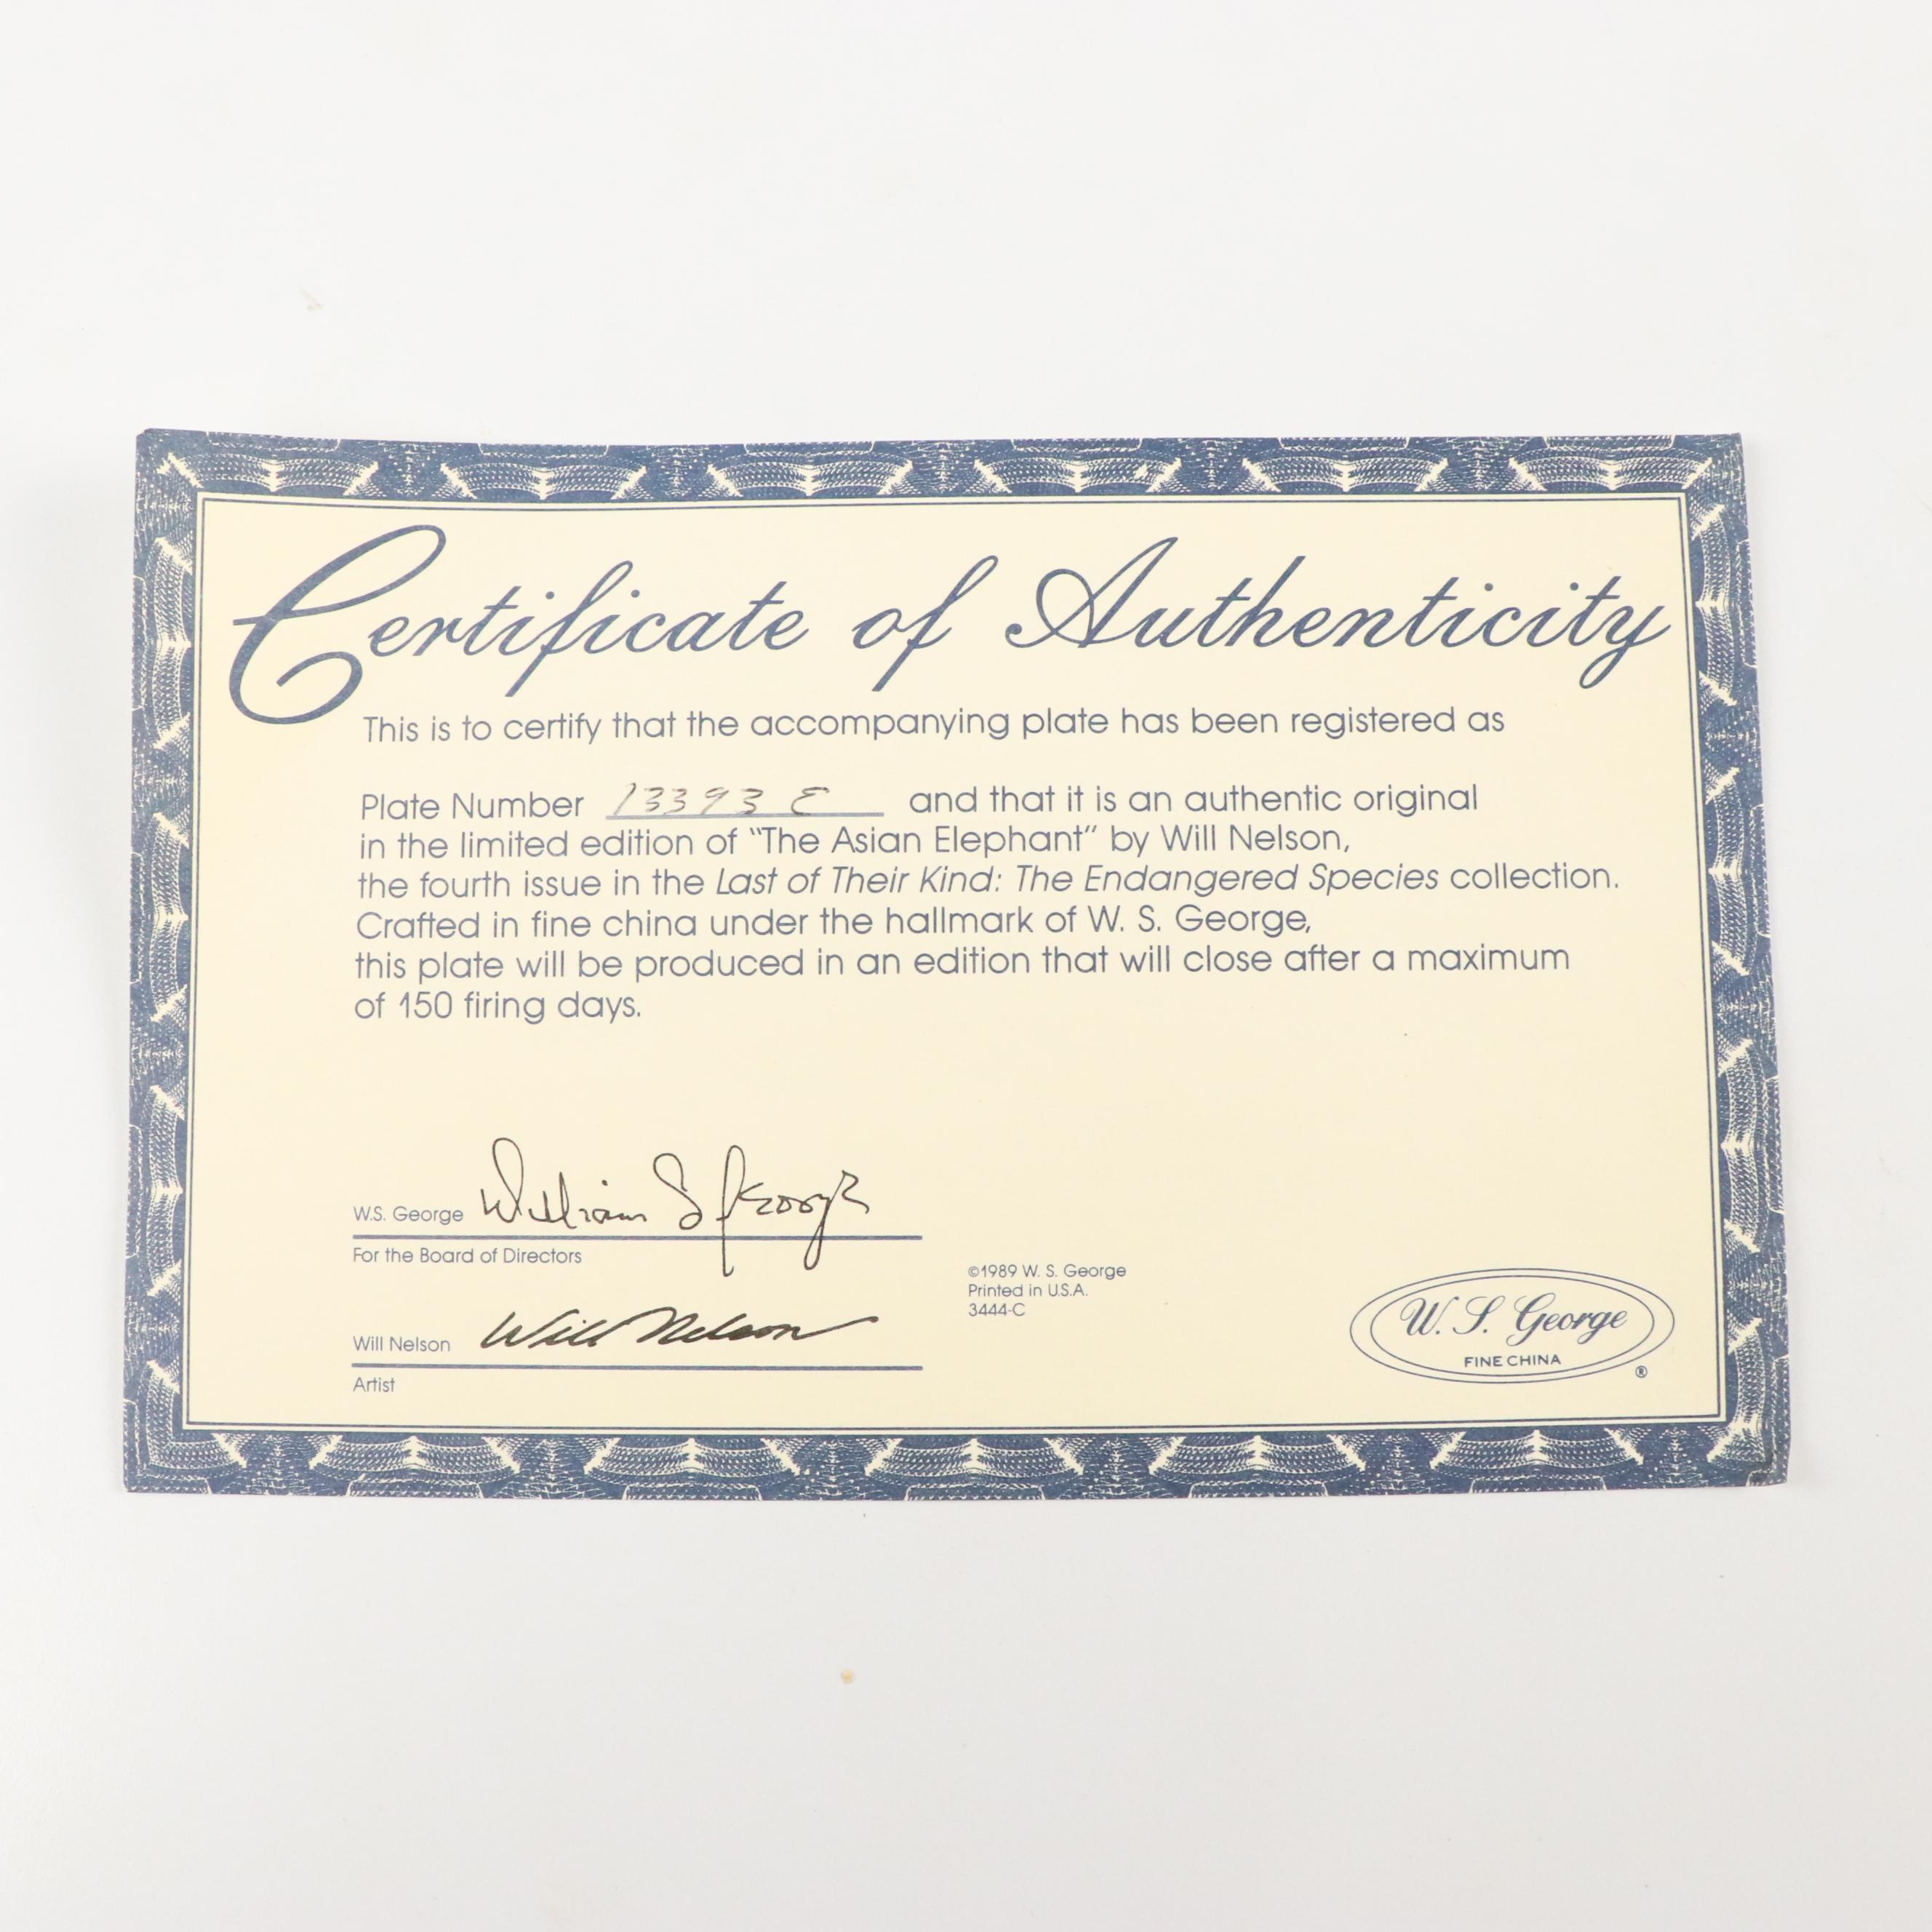 Certificate of Authenticity
This is to certify that the accompanying plate has been registered as
Plate Number 13393 E and that it is an authentic original
in the limited edition of "The Asian Elephant" by Will Nelson,
the fourth issue in the Last of Their Kind: The Endangered Species collection.
Crafted in fine china under the hallmark of W. S. George,
this plate will be produced in an edition that will close after a maximum
of 150 firing days.
W.S. George William S George
For the Board of Directors
Will Nelson Will Nelson
Artist
©1989 W. S. George
Printed in U.S.A.
3444-C
W. S. George
FINE CHINA
®